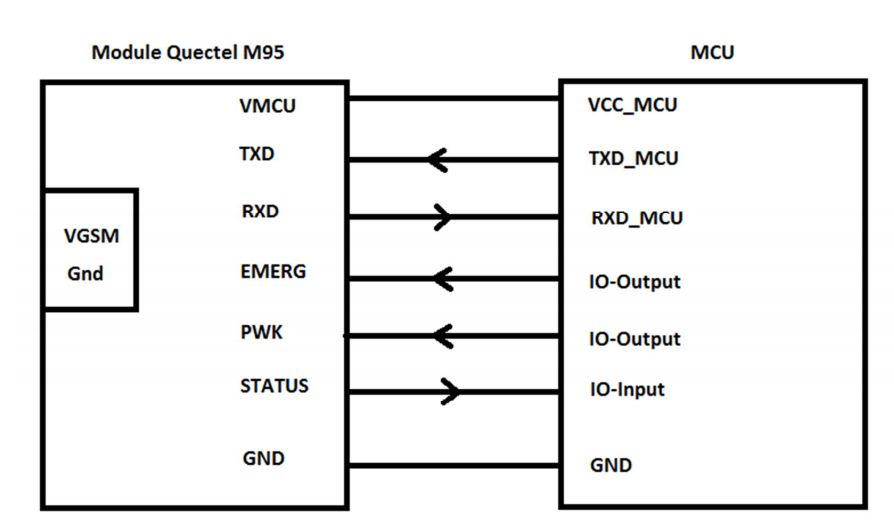 Module Quectel M95
MCU
VMCU
VCC_MCU
TXD
TXD_MCU
RXD
RXD_MCU
VGSM
Gnd
EMERG
IO-Output
PWK
IO-Output
STATUS
IO-Input
GND
GND